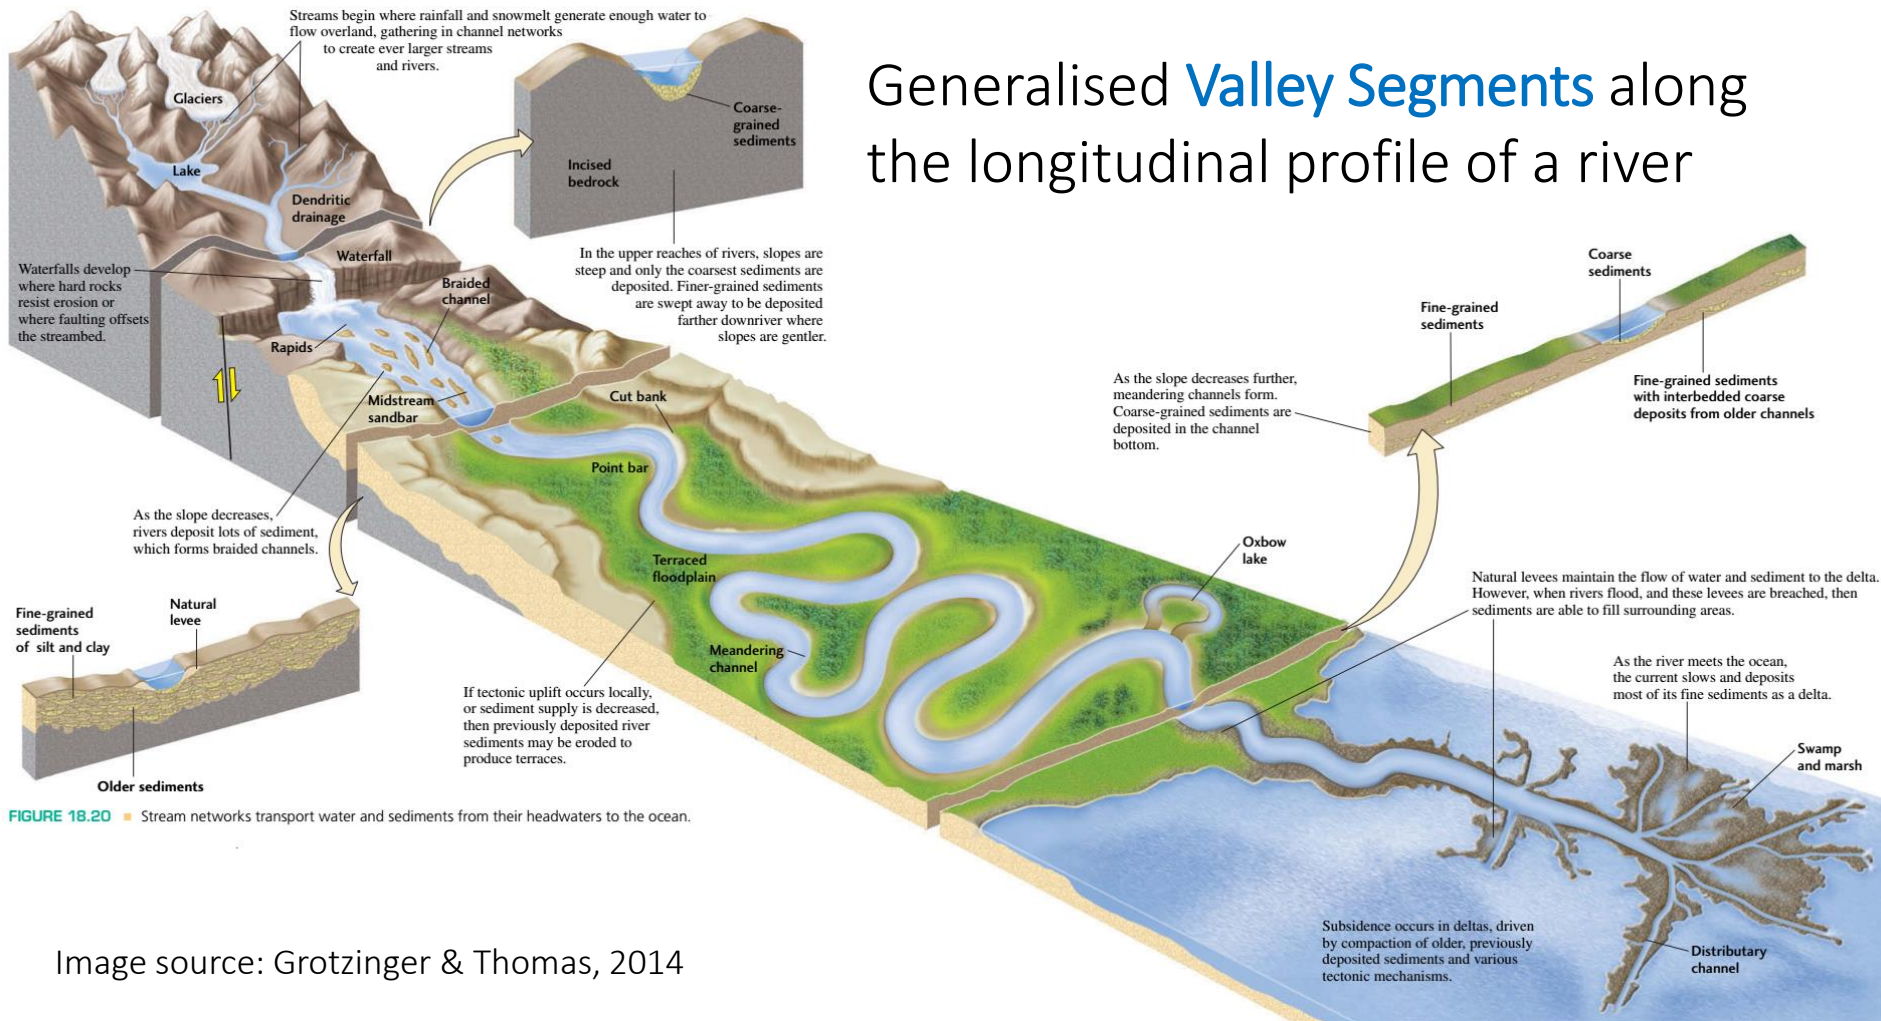 Generalised Valley Segments along
the longitudinal profile of a river
Streams begin where rainfall and snowmelt generate enough water to
flow overland, gathering in channel networks
to create ever larger streams
and rivers.
Glaciers
Lake
Dendritic
drainage
Coarse-
grained
sediments
Incised
bedrock
In the upper reaches of rivers, slopes are
steep and only the coarsest sediments are
deposited. Finer-grained sediments
are swept away to be deposited
farther downriver where
slopes are gentler.
Waterfall
Waterfalls develop
where hard rocks
resist erosion or
where faulting offsets
the streambed.
Braided
channel
Rapids
Midstream
sandbar
As the slope decreases,
rivers deposit lots of sediment,
which forms braided channels.
Fine-grained
sediments
of silt and clay
Natural
levee
Older sediments
Cut bank
Point bar
Terraced
floodplain
Meandering
channel
If tectonic uplift occurs locally,
or sediment supply is decreased,
then previously deposited river
sediments may be eroded to
produce terraces.
Oxbow
lake
As the slope decreases further,
meandering channels form.
Coarse-grained sediments are
deposited in the channel
bottom.
Coarse
sediments
Fine-grained
sediments
Fine-grained sediments
with interbedded coarse
deposits from older channels
Natural levees maintain the flow of water and sediment to the delta.
However, when rivers flood, and these levees are breached, then
sediments are able to fill surrounding areas.
As the river meets the ocean,
the current slows and deposits
most of its fine sediments as a delta.
Swamp
and marsh
Distributary
channel
Subsidence occurs in deltas, driven
by compaction of older, previously
deposited sediments and various
tectonic mechanisms.
FIGURE 18.20 Stream networks transport water and sediments from their headwaters to the ocean.
Image source: Grotzinger & Thomas, 2014